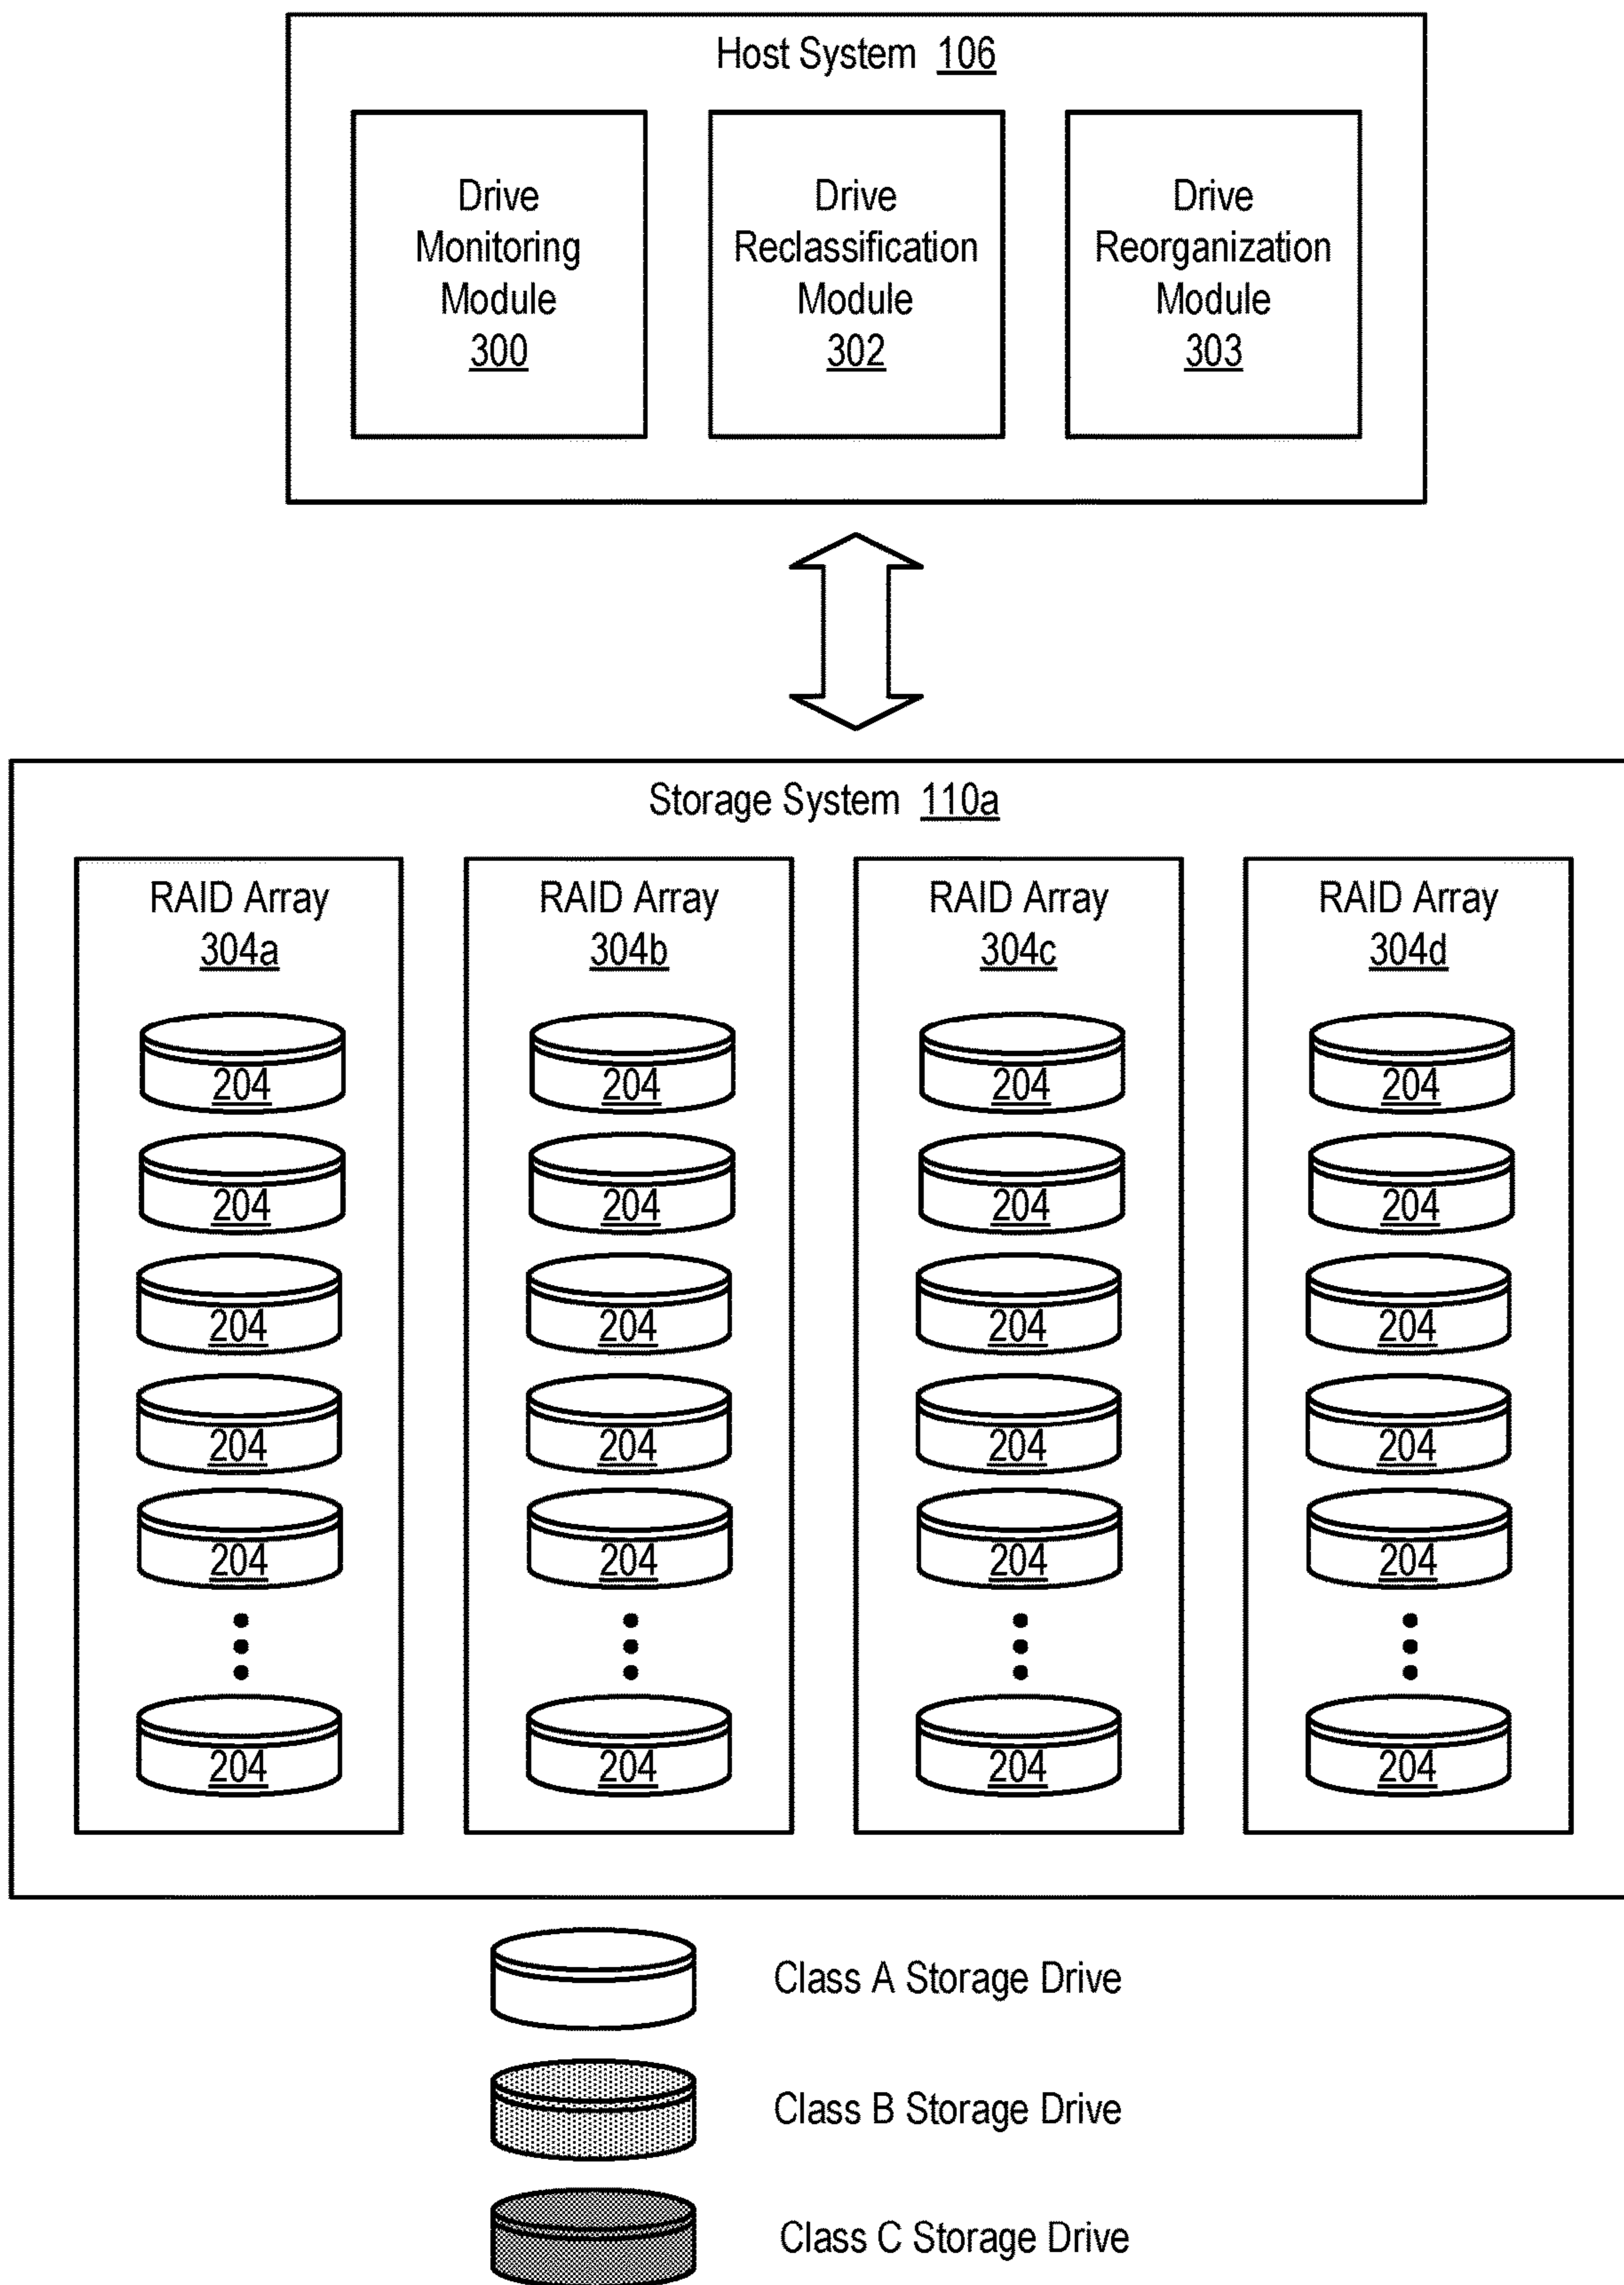 Host System 106
Drive
Monitoring
Module
300
Drive
Reclassification
Module
302
Drive
Reorganization
Module
303
Storage System 110a
RAID Array
304a
204
204
204
204
204
204
RAID Array
304b
204
204
204
204
204
204
RAID Array
304c
204
204
204
204
204
204
RAID Array
304d
204
204
204
204
204
204
Class A Storage Drive
Class B Storage Drive
Class C Storage Drive